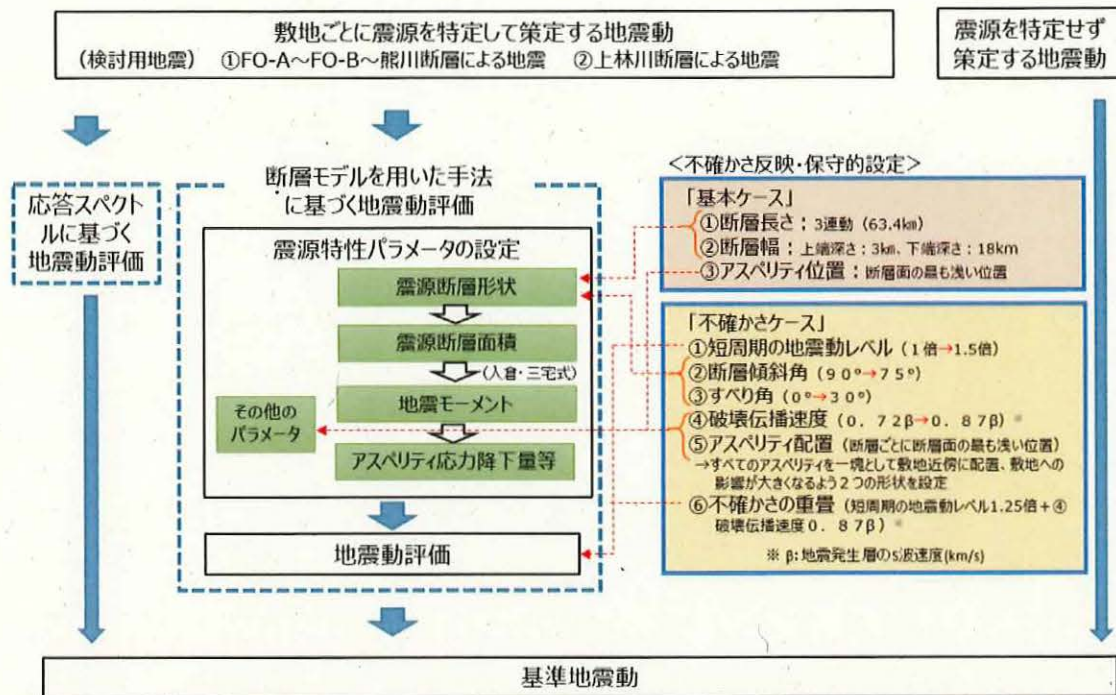 敷地ごとに震源を特定して策定する地震動
(検討用地震) ①FO-A～FO-B～熊川断層による地震 ②上林川断層による地震
震源を特定せず
策定する地震動
応答スペクト
ルに基づく
地震動評価
断層モデルを用いた手法
に基づく地震動評価
震源特性パラメータの設定
震源断層形状
震源断層面積
(入倉・三宅式)
地震モーメント
その他の
パラメータ
アスペリティ応力降下量等
地震動評価
<不確かさ反映・保守的設定>
「基本ケース」
①断層長さ；3連動 (63.4㎞)
②断層幅；上端深さ：3㎞、下端深さ：18km
③アスペリティ位置；断層面の最も浅い位置
「不確かさケース」
①短周期の地震動レベル (1倍→1.5倍)
②断層傾斜角 (90°→75°)
③すべり角 (0°→30°)
④破壊伝播速度 (0.72β→0.87β) ※
⑤アスペリティ配置 (断層ごとに断層面の最も浅い位置)
→すべてのアスペリティを一塊として敷地近傍に配置、敷地への
影響が大きくなるよう2つの形状を設定
⑥不確かさの重畳 (短周期の地震動レベル1.25倍+④
破壊伝播速度0.87β) ※
※ β:地震発生層のS波速度(km/s)
基準地震動